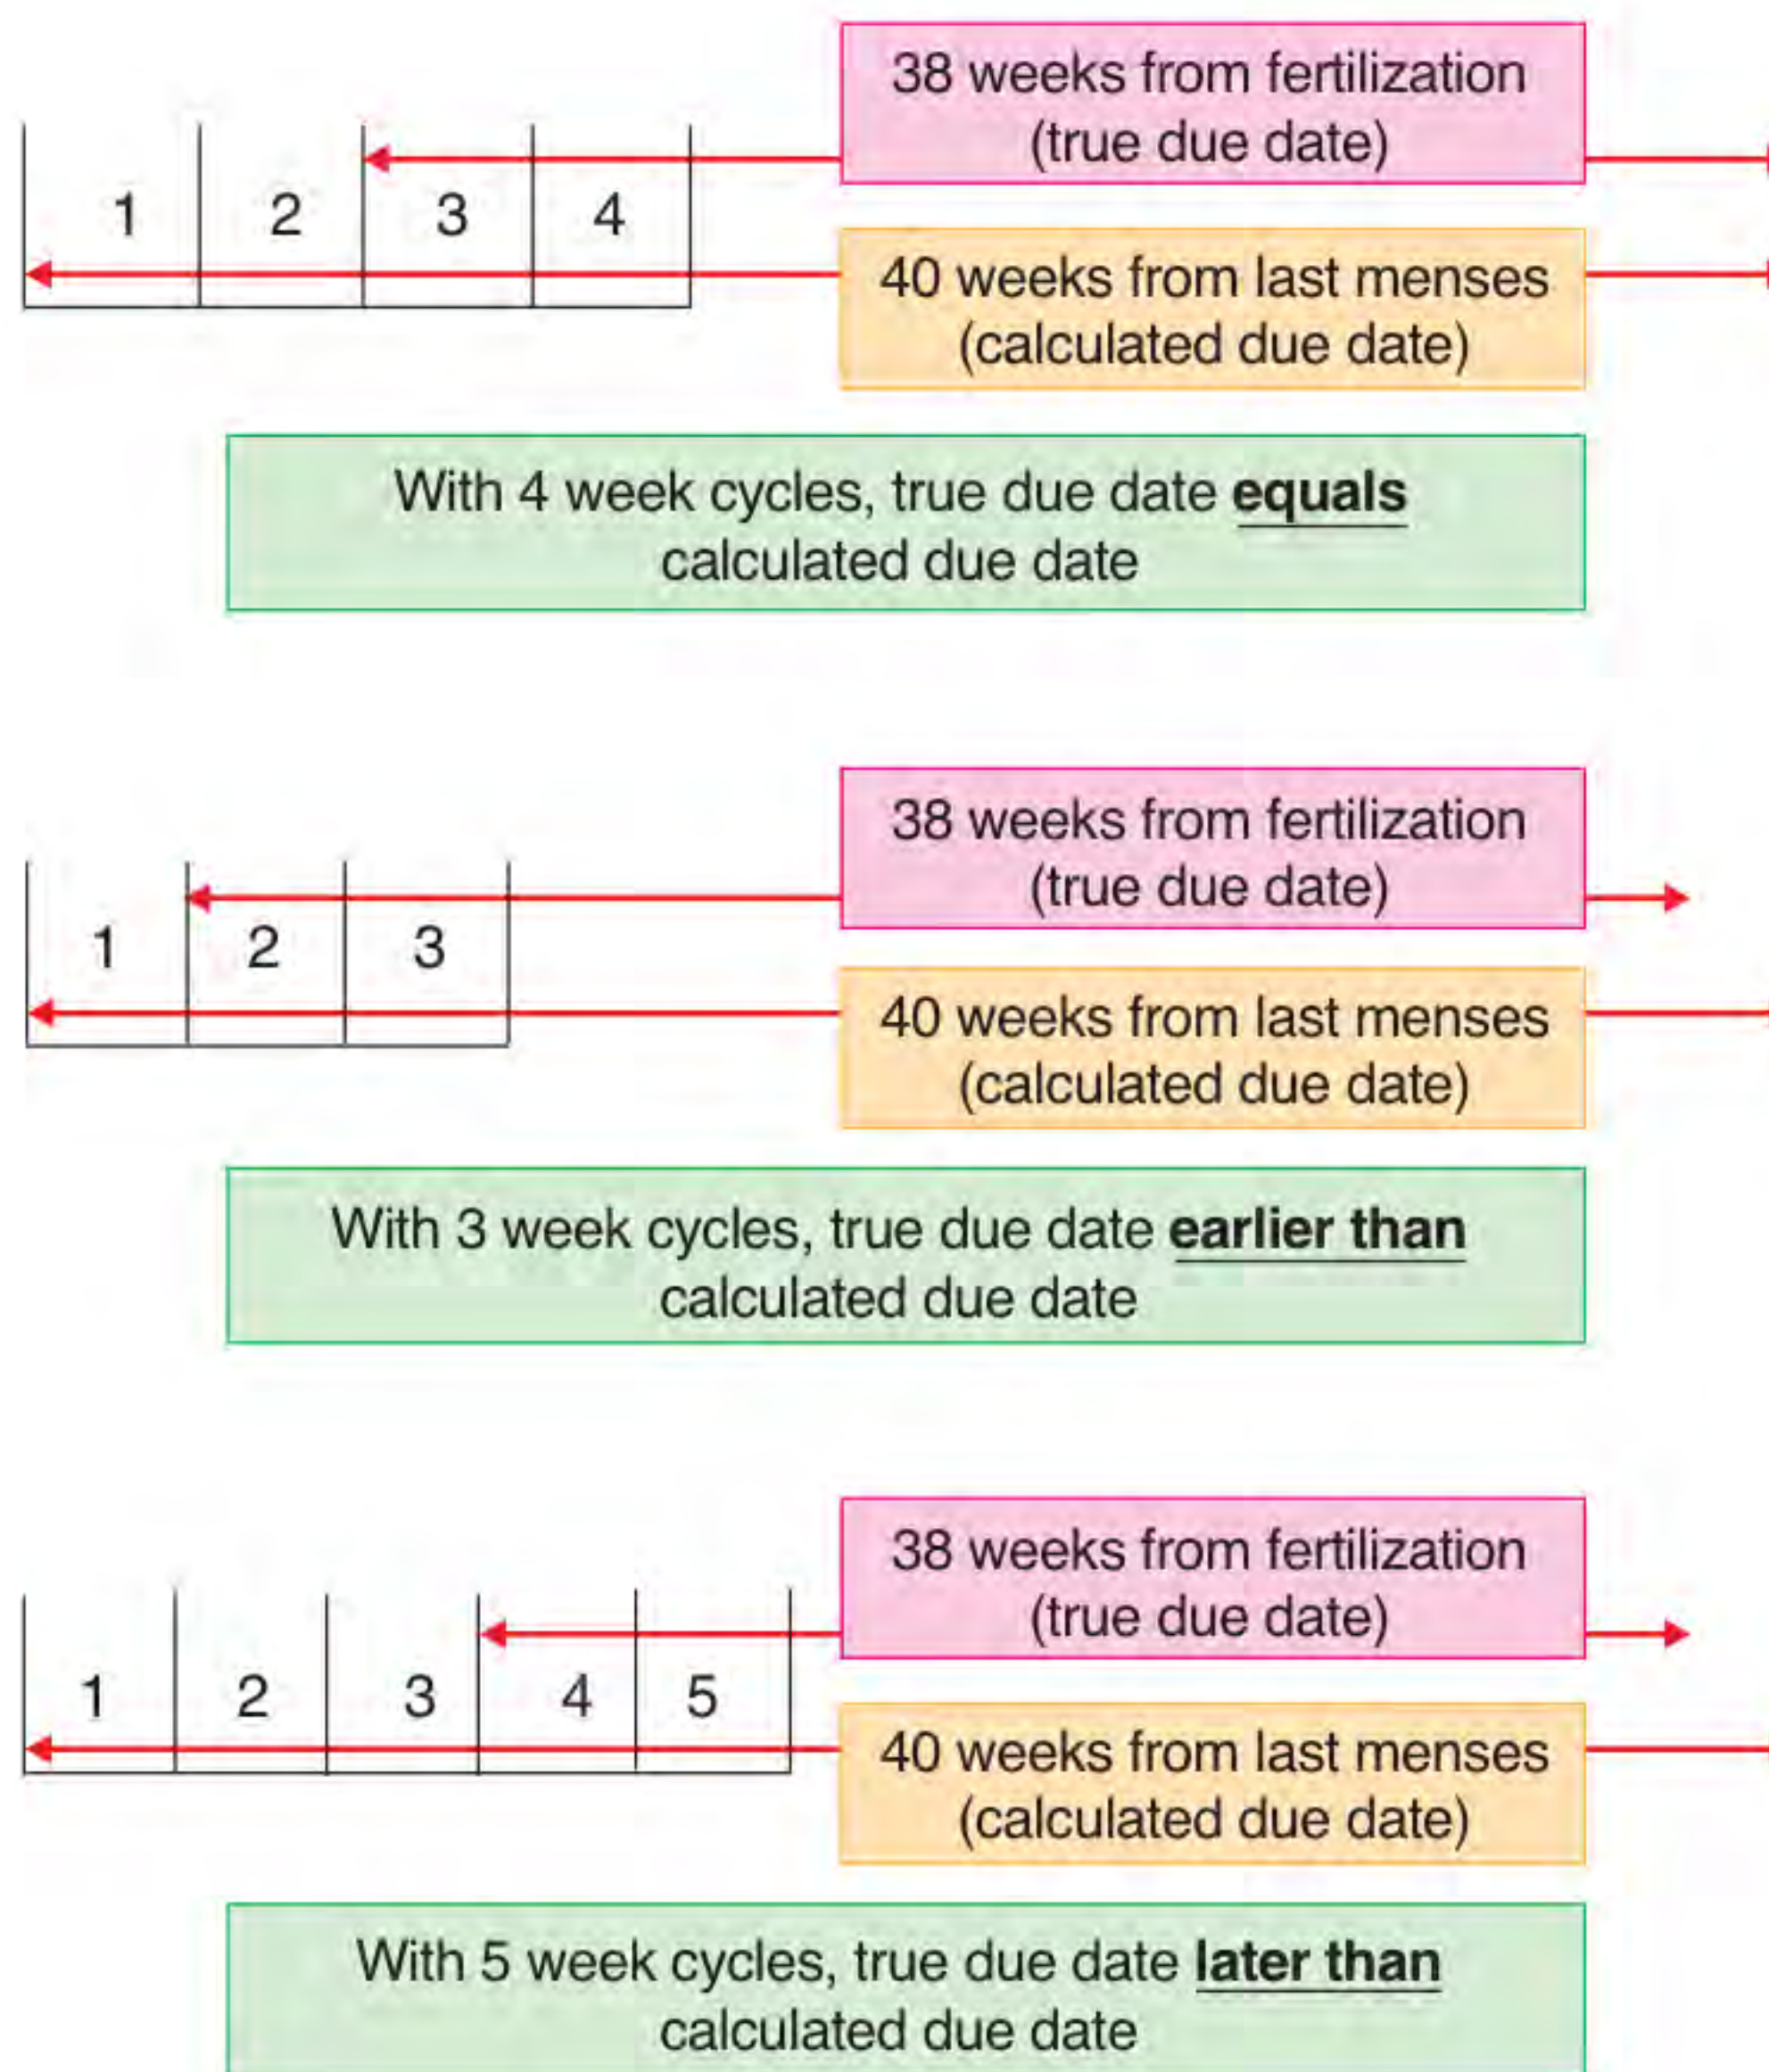 38 weeks from fertilization
(true due date)
1 2 3 4
40 weeks from last menses
(calculated due date)
With 4 week cycles, true due date equals
calculated due date
38 weeks from fertilization
(true due date)
1 2 3
40 weeks from last menses
(calculated due date)
With 3 week cycles, true due date earlier than
calculated due date
38 weeks from fertilization
(true due date)
1 2 3 4 5
40 weeks from last menses
(calculated due date)
With 5 week cycles, true due date later than
calculated due date